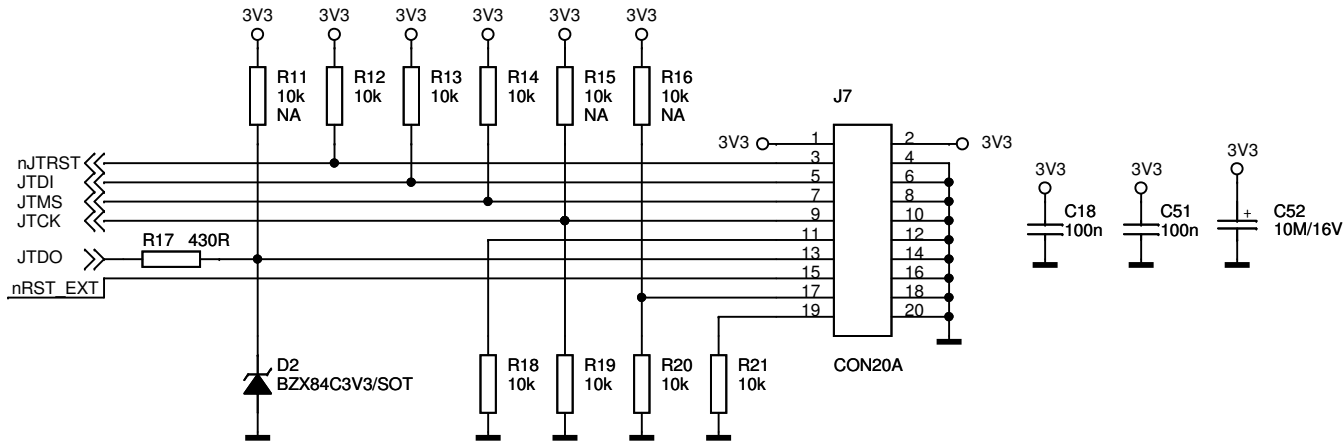 3V3 3V3 3V3 3V3 3V3 3V3
R11 R12 R13 R14 R15 R16
10k 10k 10k 10k 10k 10k
NA NA NA
J7
3V3 1 2 3V3
nJTRST 3 4
JTDI 5 6
JTMS 7 8
JTCK 9 10
R17 430R 11 12
JTDO 13 14
15 16
nRST_EXT 17 18
19 20
3V3 3V3 3V3
C18 C51 + C52
100n 100n 10M/16V
D2 R18 R19 R20 R21 CON20A
BZX84C3V3/SOT 10k 10k 10k 10k